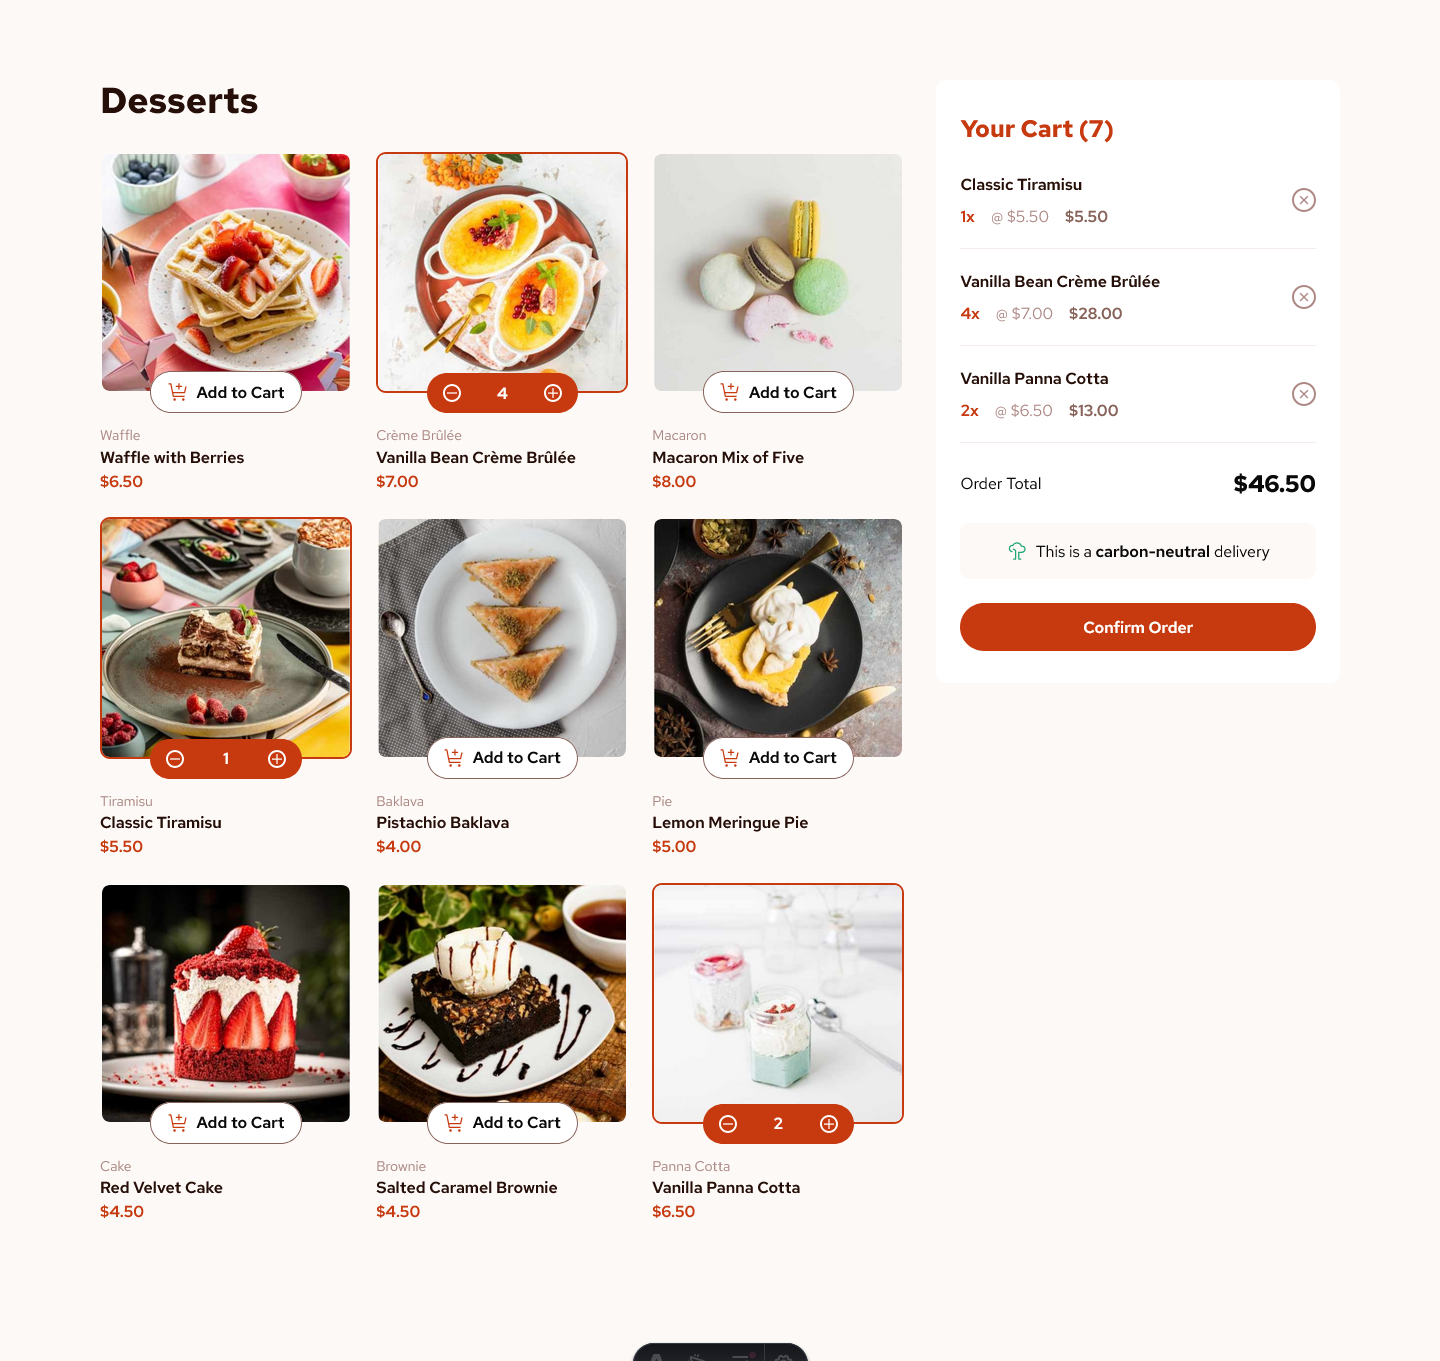 Desserts
Add to Cart
Waffle
Waffle with Berries
$6.50
4
Crème Brûlée
Vanilla Bean Crème Brûlée
$7.00
Add to Cart
Macaron
Macaron Mix of Five
$8.00
1
Tiramisu
Classic Tiramisu
$5.50
Add to Cart
Baklava
Pistachio Baklava
$4.00
Add to Cart
Pie
Lemon Meringue Pie
$5.00
Add to Cart
Cake
Red Velvet Cake
$4.50
Add to Cart
Brownie
Salted Caramel Brownie
$4.50
2
Panna Cotta
Vanilla Panna Cotta
$6.50
Your Cart (7)
Classic Tiramisu
1x @ $5.50 $5.50
Vanilla Bean Crème Brûlée
4x @ $7.00 $28.00
Vanilla Panna Cotta
2x @ $6.50 $13.00
Order Total $46.50
This is a carbon-neutral delivery
Confirm Order